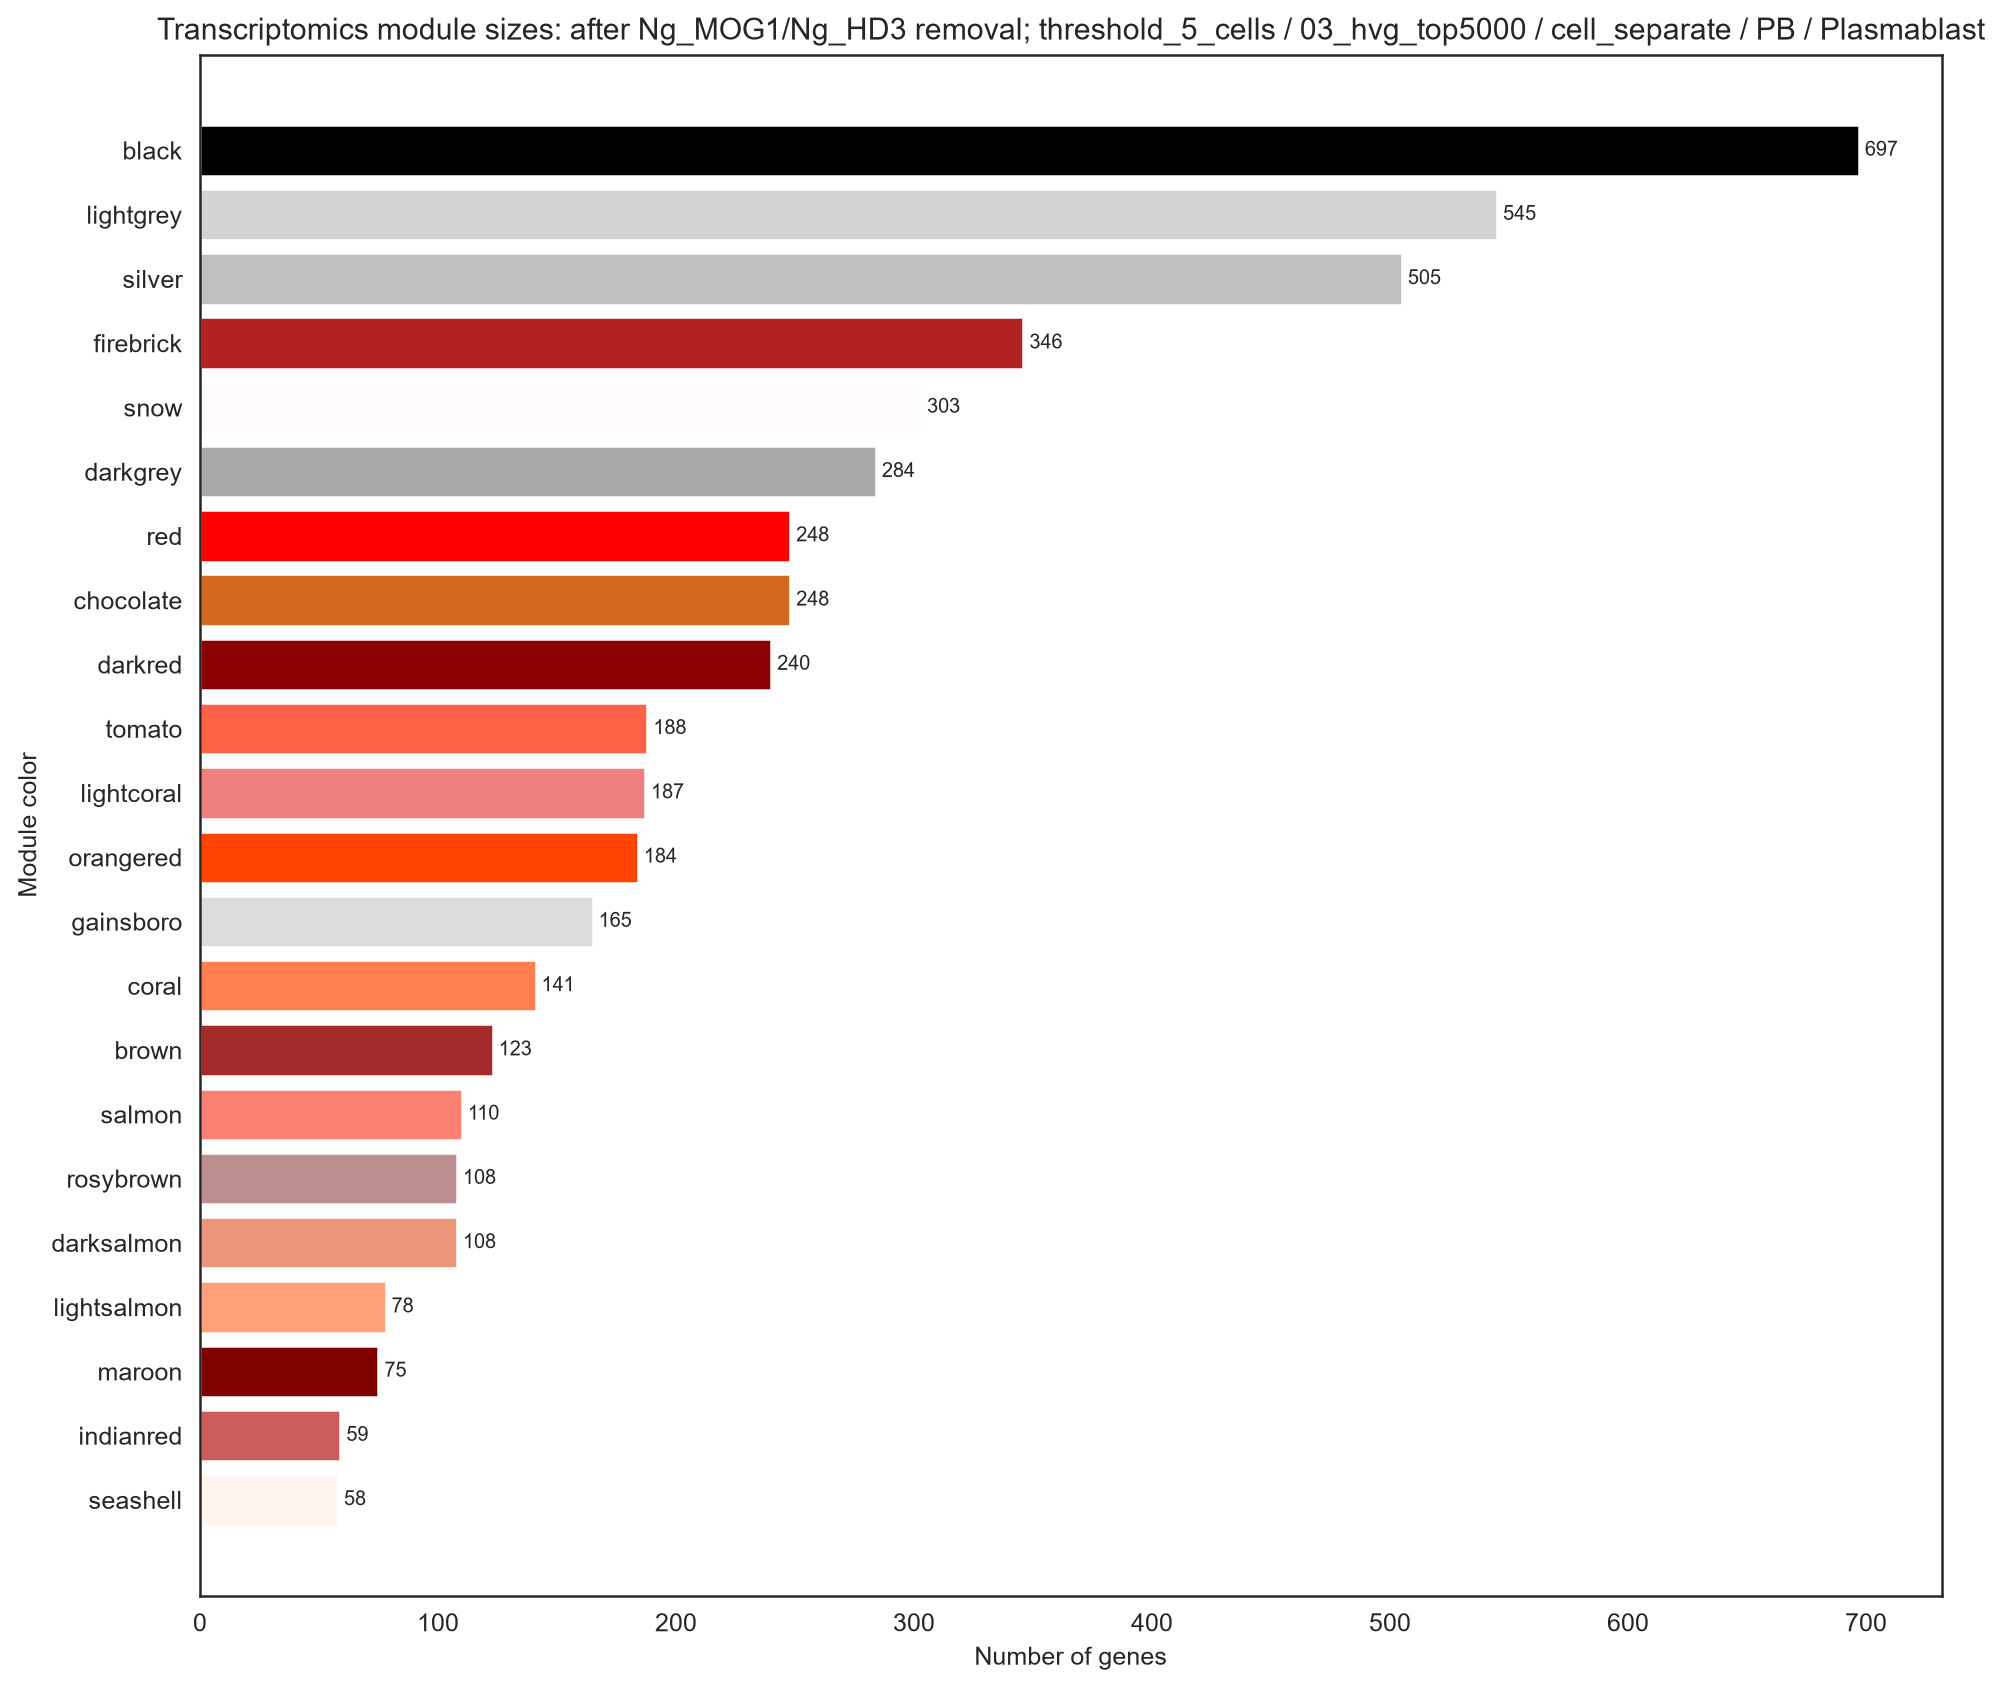 Transcriptomics module sizes: after Ng_MOG1/Ng_HD3 removal; threshold_5_cells / 03_hvg_top5000 / cell_separate / PB / Plasmablast
black 697
lightgrey 545
silver 505
firebrick 346
snow 303
darkgrey 284
red 248
chocolate 248
darkred 240
tomato 188
lightcoral 187
orangered 184
gainsboro 165
coral 141
brown 123
salmon 110
rosybrown 108
darksalmon 108
lightsalmon 78
maroon 75
indianred 59
seashell 58
Module color
0 100 200 300 400 500 600 700
Number of genes